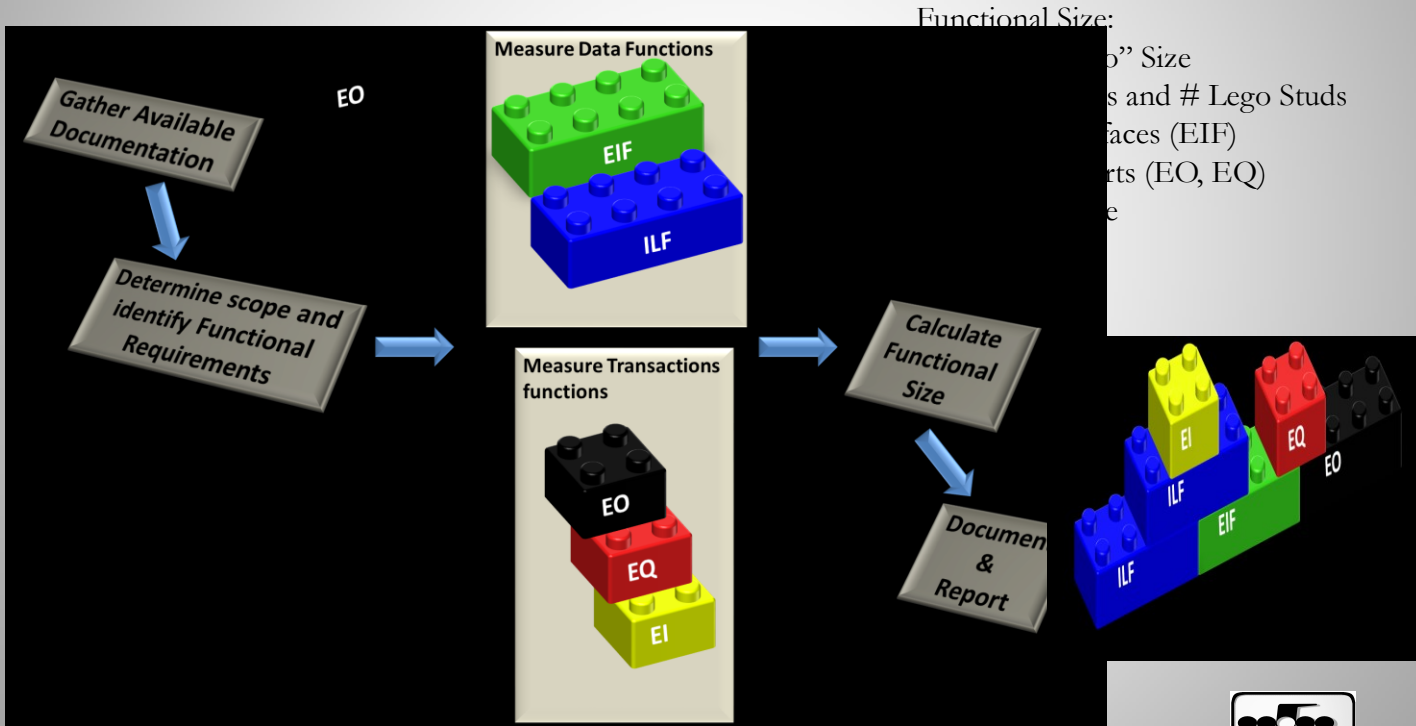 Functional Size:
o” Size
s and # Lego Studs
faces (EIF)
rts (EO, EQ)
e
Gather Available
Documentation
EO
Determine scope and
identify Functional
Requirements
Measure Data Functions
EIF
ILF
Measure Transactions
functions
EO
EQ
EI
Calculate
Functional
Size
Documen
&
Report
EI
ILF
ILF
EIF
EQ
EO